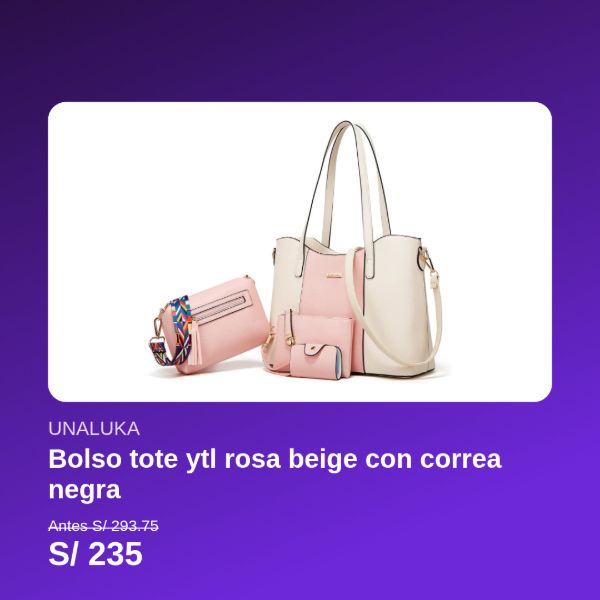 UNALUKA
Bolso tote ytl rosa beige con correa
negra
Antes S/ 293.75
S/ 235